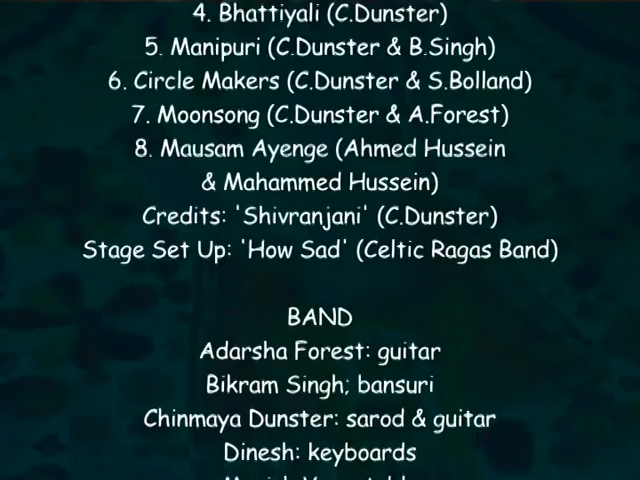 4. Bhattiyali (C.Dunster)
5. Manipuri (C.Dunster & B.Singh)
6. Circle Makers (C.Dunster & S.Bolland)
7. Moonsong (C.Dunster & A.Forest)
8. Mausam Ayenge (Ahmed Hussein
& Mahammed Hussein)
Credits: 'Shivranjani' (C.Dunster)
Stage Set Up: 'How Sad' (Celtic Ragas Band)
BAND
Adarsha Forest: guitar
Bikram Singh; bansuri
Chinmaya Dunster: sarod & guitar
Dinesh: keyboards